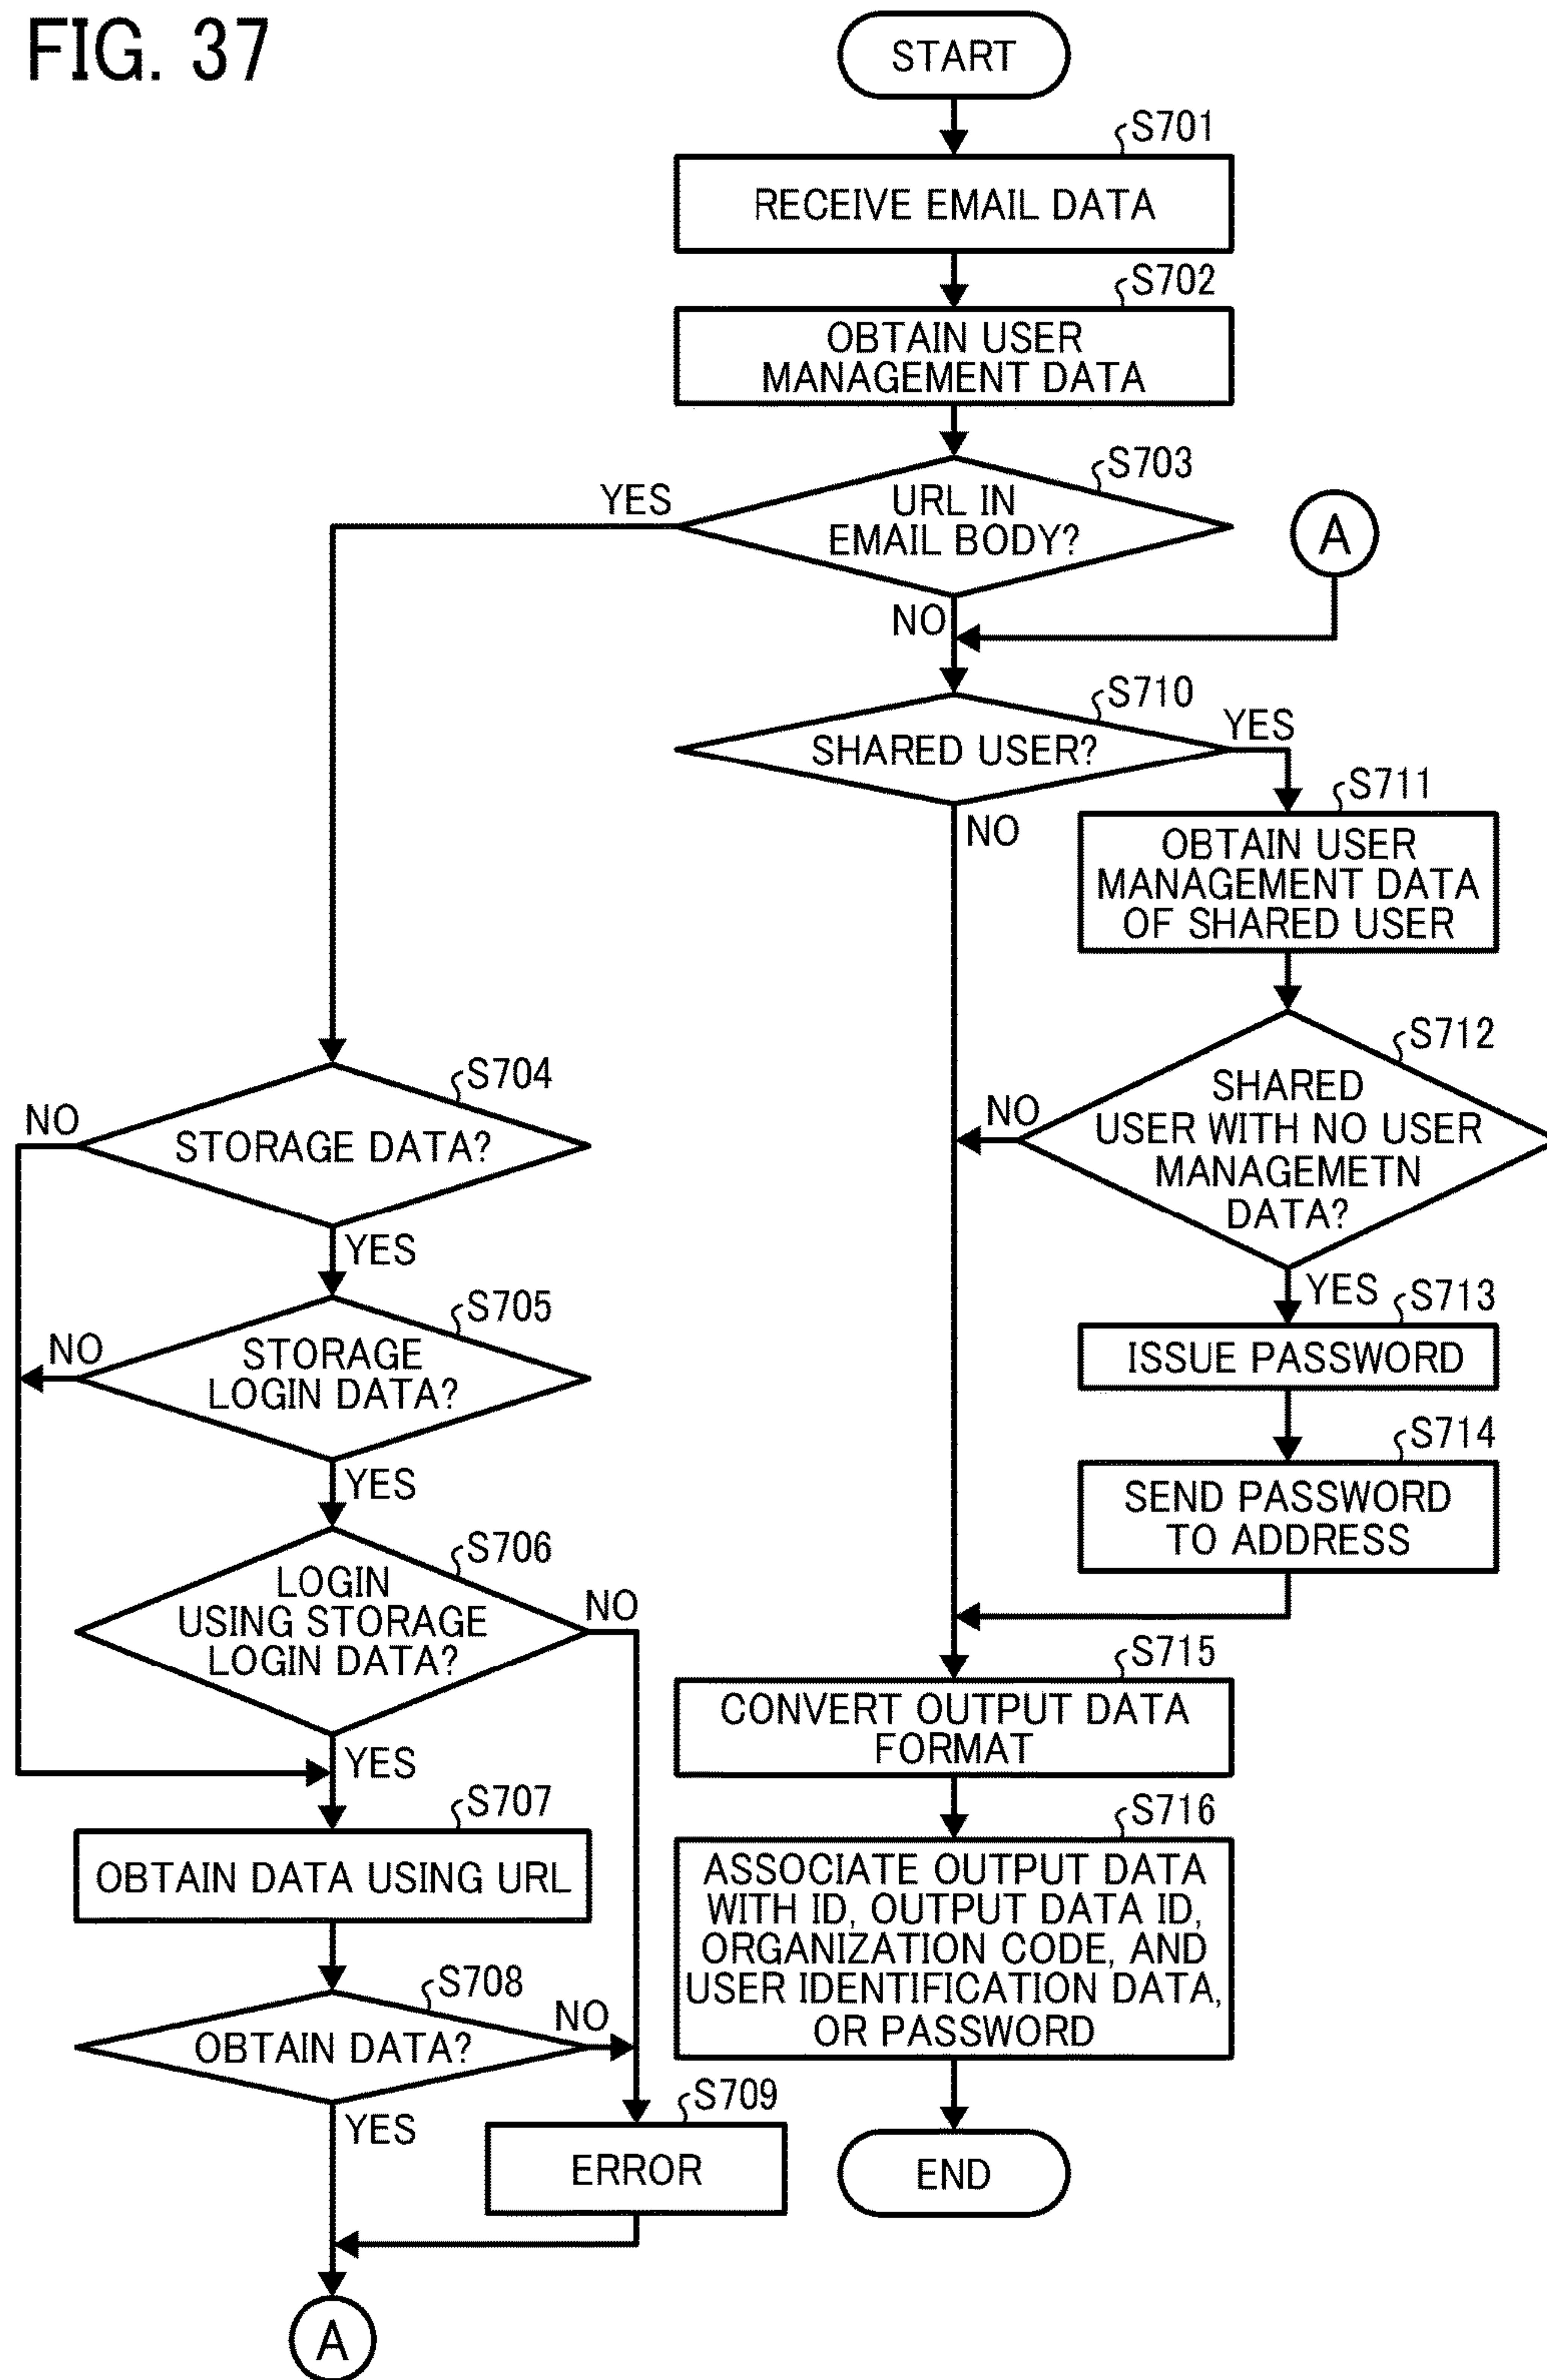 FIG. 37
START
S701
RECEIVE EMAIL DATA
S702
OBTAIN USER
MANAGEMENT DATA
S703
YES
URL IN
EMAIL BODY?
A
NO
S710
SHARED USER?
YES
NO
S711
OBTAIN USER
MANAGEMENT DATA
OF SHARED USER
S712
SHARED
USER WITH NO USER
MANAGEMETN
DATA?
NO
YES
S713
ISSUE PASSWORD
S714
SEND PASSWORD
TO ADDRESS
S704
NO
STORAGE DATA?
YES
S705
NO
STORAGE
LOGIN DATA?
YES
S706
LOGIN
USING STORAGE
LOGIN DATA?
NO
YES
S707
OBTAIN DATA USING URL
S708
OBTAIN DATA?
NO
YES
S709
ERROR
A
S715
CONVERT OUTPUT DATA
FORMAT
S716
ASSOCIATE OUTPUT DATA
WITH ID, OUTPUT DATA ID,
ORGANIZATION CODE, AND
USER IDENTIFICATION DATA,
OR PASSWORD
END